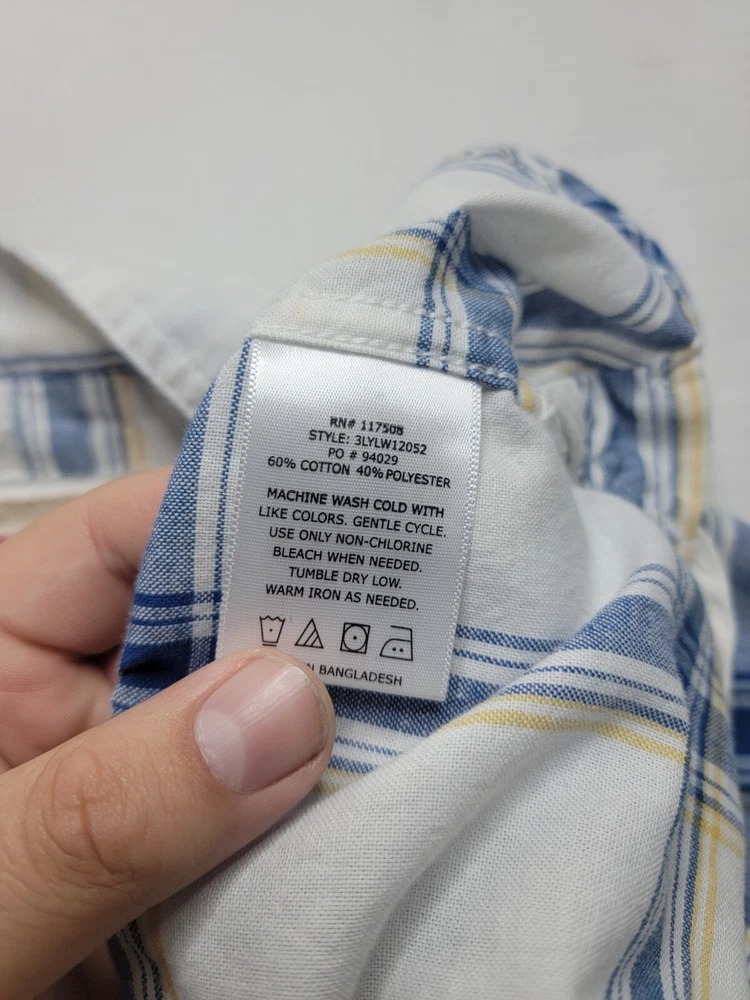 RN# 117508
STYLE: 3LYLW12052
PO # 94029
60% COTTON 40% POLYESTER
MACHINE WASH COLD WITH
LIKE COLORS. GENTLE CYCLE.
USE ONLY NON-CHLORINE
BLEACH WHEN NEEDED.
TUMBLE DRY LOW.
WARM IRON AS NEEDED.
BANGLADESH